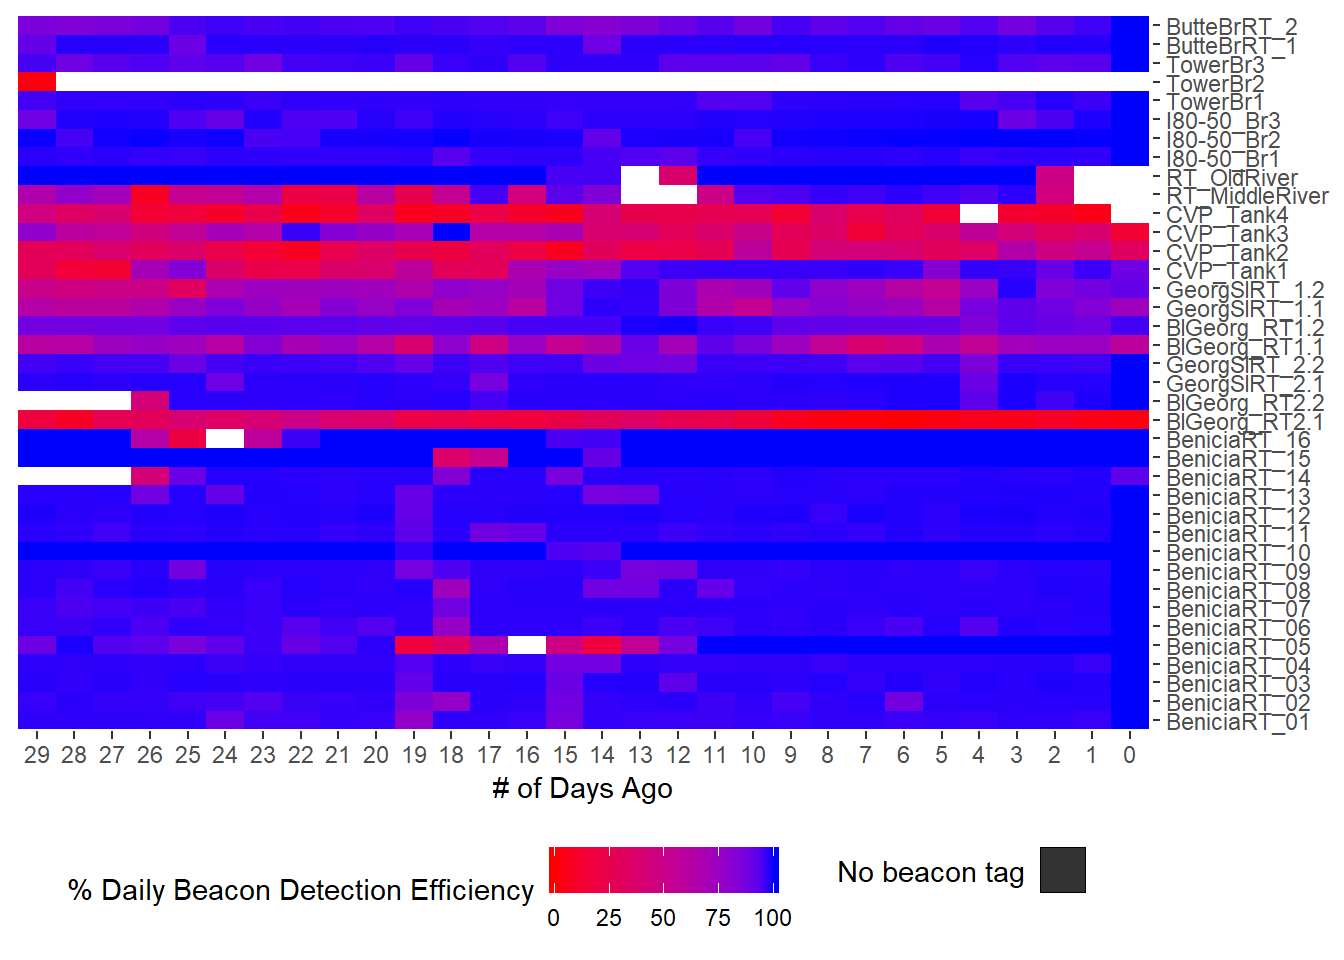 ButteBrRT_2
ButteBrRT_1
TowerBr3
TowerBr2
TowerBr1
I80-50_Br3
I80-50_Br2
I80-50_Br1
RT_OldRiver
RT_MiddleRiver
CVP_Tank4
CVP_Tank3
CVP_Tank2
CVP_Tank1
GeorgSlRT_1.2
GeorgSlRT_1.1
BlGeorg_RT1.2
BlGeorg_RT1.1
GeorgSlRT_2.2
GeorgSlRT_2.1
BlGeorg_RT2.2
BlGeorg_RT2.1
BeniciaRT_16
BeniciaRT_15
BeniciaRT_14
BeniciaRT_13
BeniciaRT_12
BeniciaRT_11
BeniciaRT_10
BeniciaRT_09
BeniciaRT_08
BeniciaRT_07
BeniciaRT_06
BeniciaRT_05
BeniciaRT_04
BeniciaRT_03
BeniciaRT_02
BeniciaRT_01
29 28 27 26 25 24 23 22 21 20 19 18 17 16 15 14 13 12 11 10 9 8 7 6 5 4 3 2 1 0
# of Days Ago
% Daily Beacon Detection Efficiency
0 25 50 75 100
No beacon tag